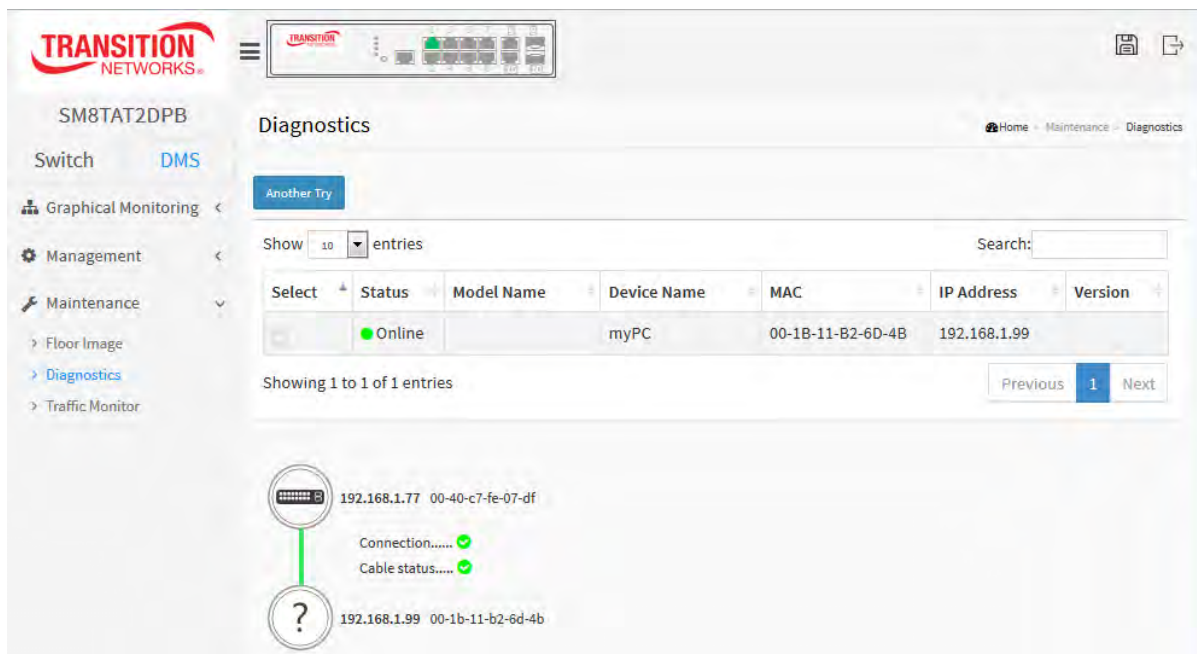 TRANSITION
NETWORKS®
TRANSITION
SM8TAT2DPB
Switch DMS
Graphical Monitoring
Management
Maintenance
Floor Image
Diagnostics
Traffic Monitor
Diagnostics
Home - Maintenance - Diagnostics
Another Try
Show 10 entries
Search:
Select Status Model Name Device Name MAC IP Address Version
Online myPC 00-1B-11-B2-6D-4B 192.168.1.99
Showing 1 to 1 of 1 entries
Previous 1 Next
192.168.1.77 00-40-c7-fe-07-df
Connection......
Cable status.....
?
192.168.1.99 00-1b-11-b2-6d-4b